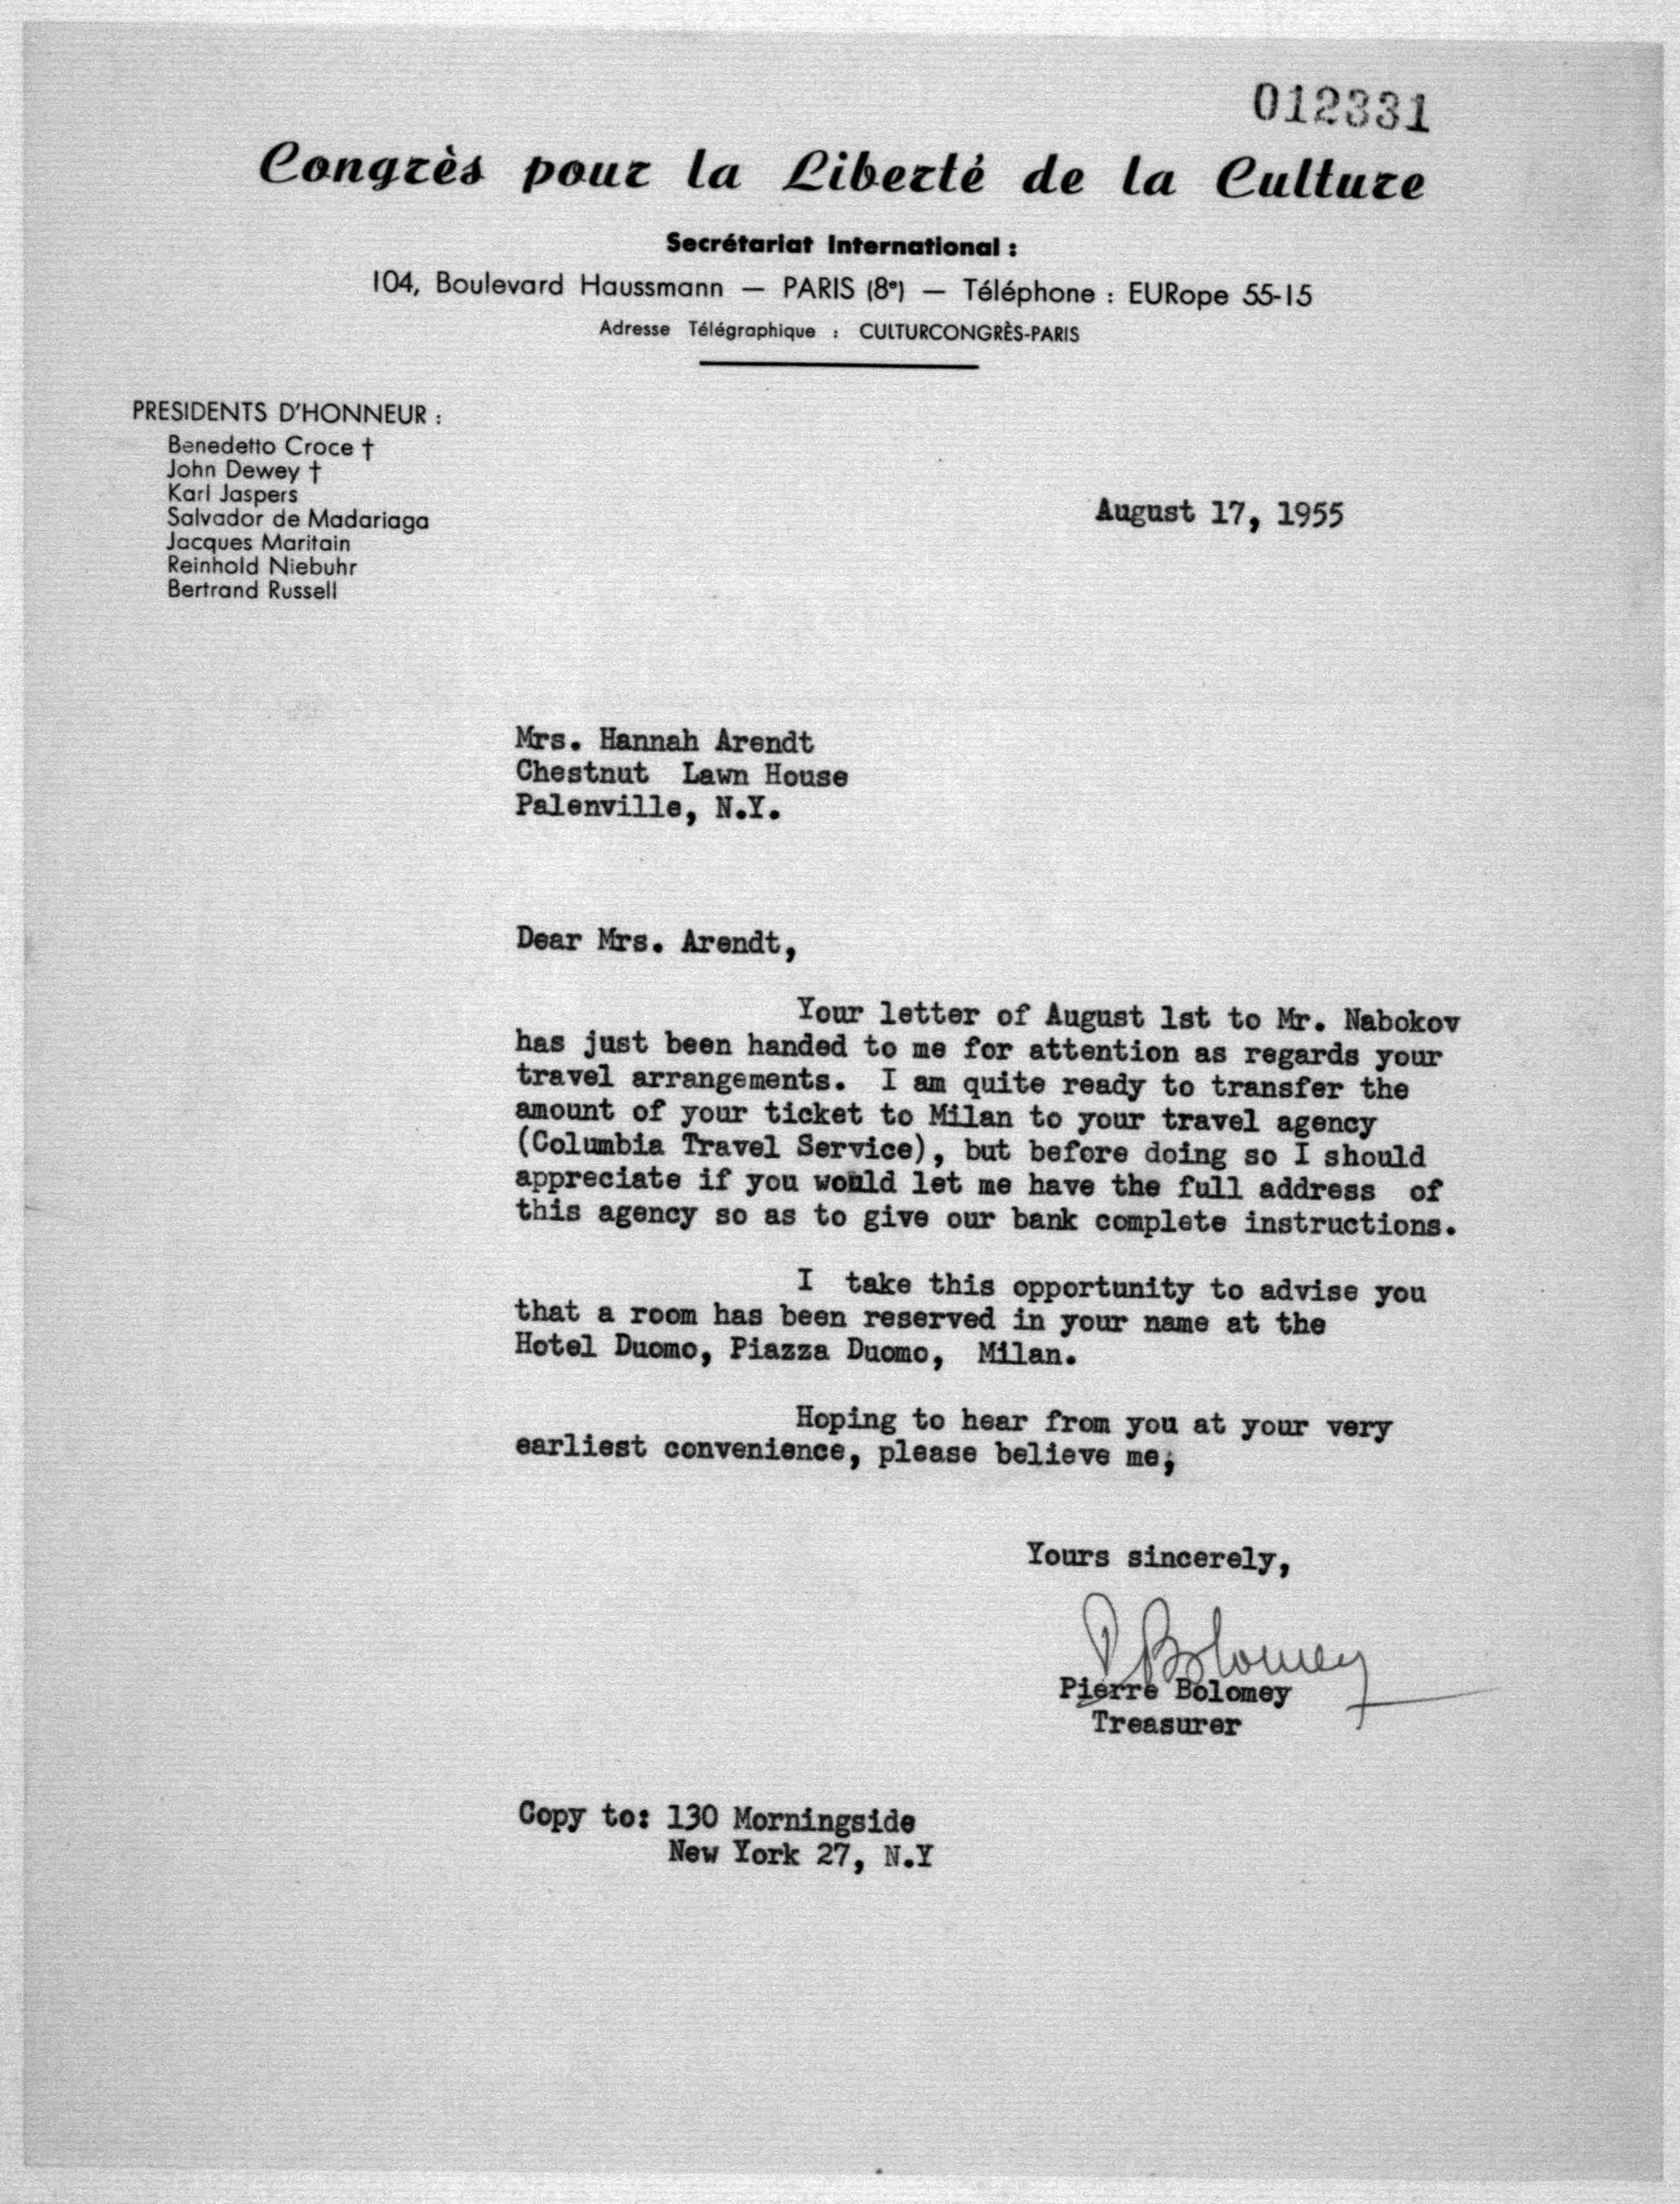 012331
Congrès pour la Liberté de la Culture
Secrétariat International :
104, Boulevard Haussmann — PARIS (8e) — Téléphone : EURope 55-15
Adresse Télégraphique : CULTURCONGRÈS-PARIS
PRESIDENTS D'HONNEUR :
Benedetto Croce †
John Dewey †
Karl Jaspers
Salvador de Madariaga
Jacques Maritain
Reinhold Niebuhr
Bertrand Russell
August 17, 1955
Mrs. Hannah Arendt
Chestnut Lawn House
Palenville, N.Y.
Dear Mrs. Arendt,
Your letter of August 1st to Mr. Nabokov
has just been handed to me for attention as regards your
travel arrangements. I am quite ready to transfer the
amount of your ticket to Milan to your travel agency
(Columbia Travel Service), but before doing so I should
appreciate if you would let me have the full address of
this agency so as to give our bank complete instructions.
I take this opportunity to advise you
that a room has been reserved in your name at the
Hotel Duomo, Piazza Duomo, Milan.
Hoping to hear from you at your very
earliest convenience, please believe me,
Yours sincerely,
P Bolomey
Pierre Bolomey
Treasurer
Copy to: 130 Morningside
New York 27, N.Y